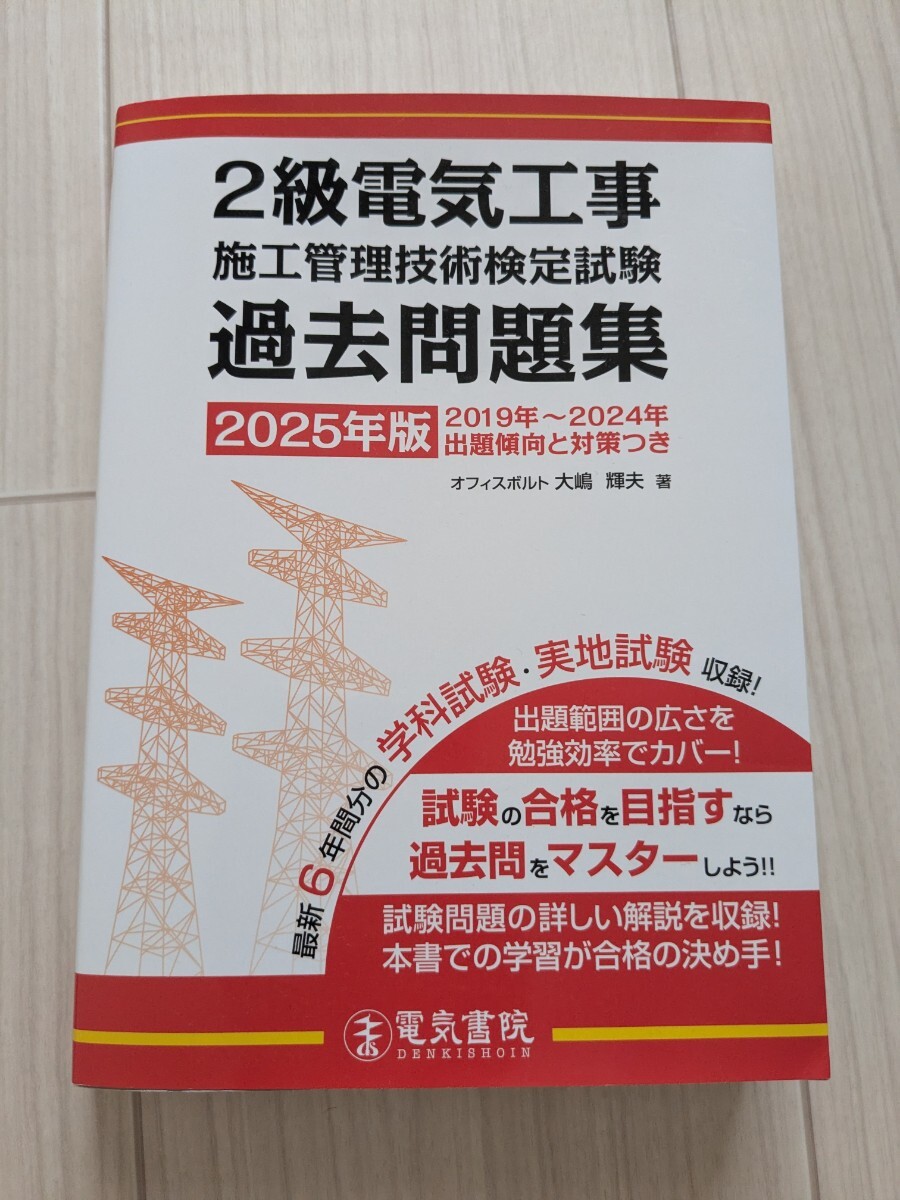 2級電気工事
施工管理技術検定試験
過去問題集
2025年版
2019年～2024年
出題傾向と対策つき
オフィスボルト 大嶋 輝夫 著
最新6年間分の学科試験・実地試験 収録!
出題範囲の広さを
勉強効率でカバー!
試験の合格を目指すなら
過去問をマスターしよう!!
試験問題の詳しい解説を収録!
本書での学習が合格の決め手!
電気書院
DENKISHOIN